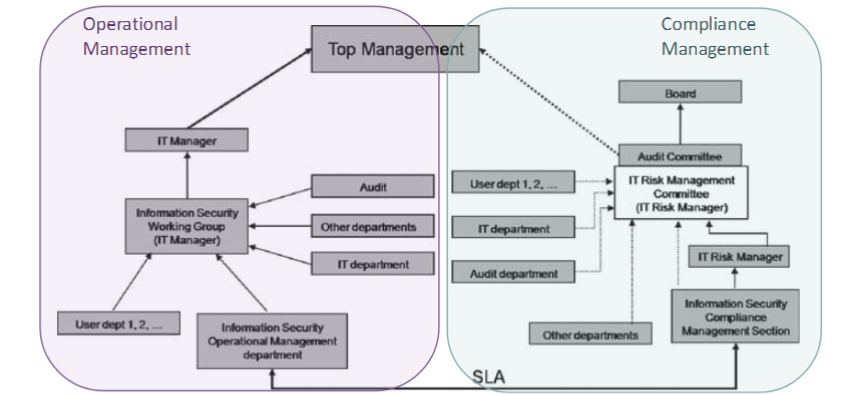 Operational
Management
Compliance
Management
Top Management
Board
IT Manager
Audit Committee
IT Risk Management
Committee
(IT Risk Manager)
User dept 1, 2, ...
Audit
Information Security
Working Group
(IT Manager)
Other departments
IT department
IT department
IT Risk Manager
Audit department
Information Security
Compliance
Management Section
User dept 1, 2, ...
Information Security
Operational Management
department
Other departments
SLA